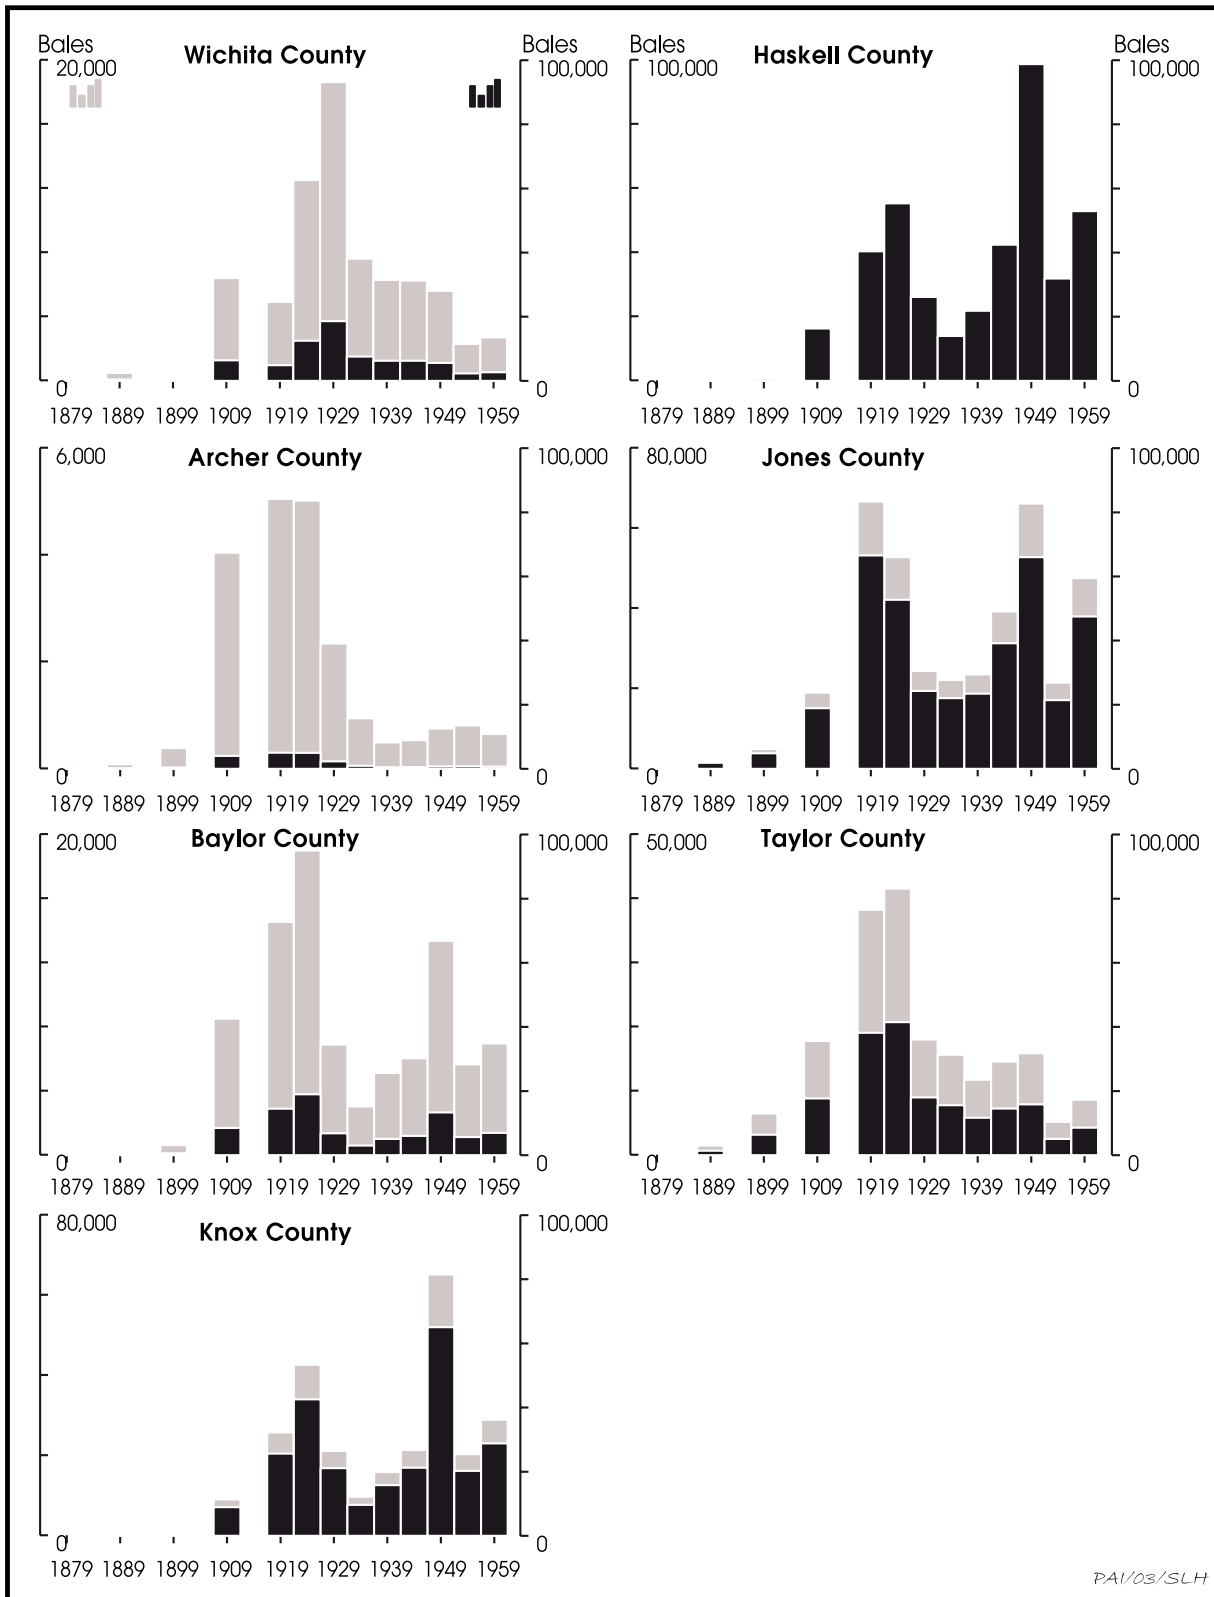 Bales Wichita County Bales
20,000 100,000
0 0
1879 1889 1899 1909 1919 1929 1939 1949 1959
Bales Haskell County Bales
100,000 100,000
0 0
1879 1889 1899 1909 1919 1929 1939 1949 1959
Archer County
6,000 100,000
0 0
1879 1889 1899 1909 1919 1929 1939 1949 1959
Jones County
80,000 100,000
0 0
1879 1889 1899 1909 1919 1929 1939 1949 1959
Baylor County
20,000 100,000
0 0
1879 1889 1899 1909 1919 1929 1939 1949 1959
Taylor County
50,000 100,000
0 0
1879 1889 1899 1909 1919 1929 1939 1949 1959
Knox County
80,000 100,000
0 0
1879 1889 1899 1909 1919 1929 1939 1949 1959
PAI/03/SLH